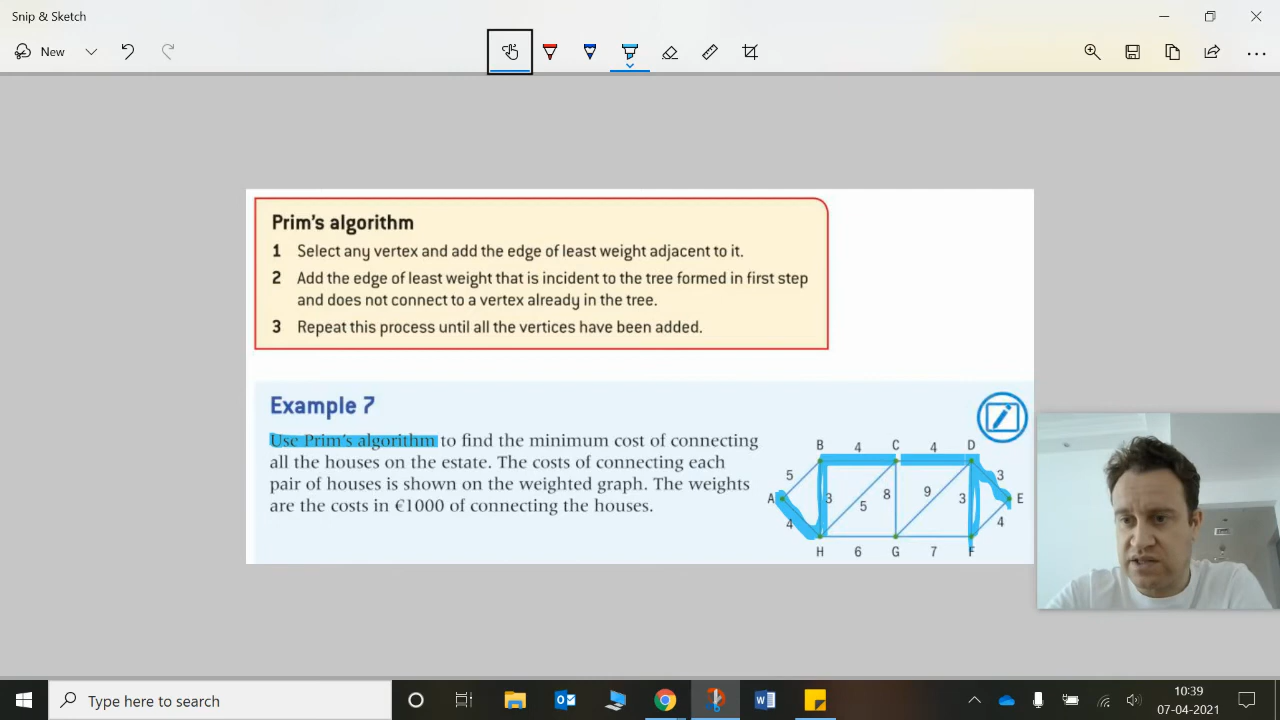 Snip & Sketch
New
Prim's algorithm
1 Select any vertex and add the edge of least weight adjacent to it.
2 Add the edge of least weight that is incident to the tree formed in first step
and does not connect to a vertex already in the tree.
3 Repeat this process until all the vertices have been added.
Example 7
Use Prim's algorithm to find the minimum cost of connecting
all the houses on the estate. The costs of connecting each
pair of houses is shown on the weighted graph. The weights
are the costs in €1000 of connecting the houses.
B 4 C 4 D
5 3
A 3 5 8 9 3 E
4 4
H 6 G 7 F
Type here to search
10:39
07-04-2021